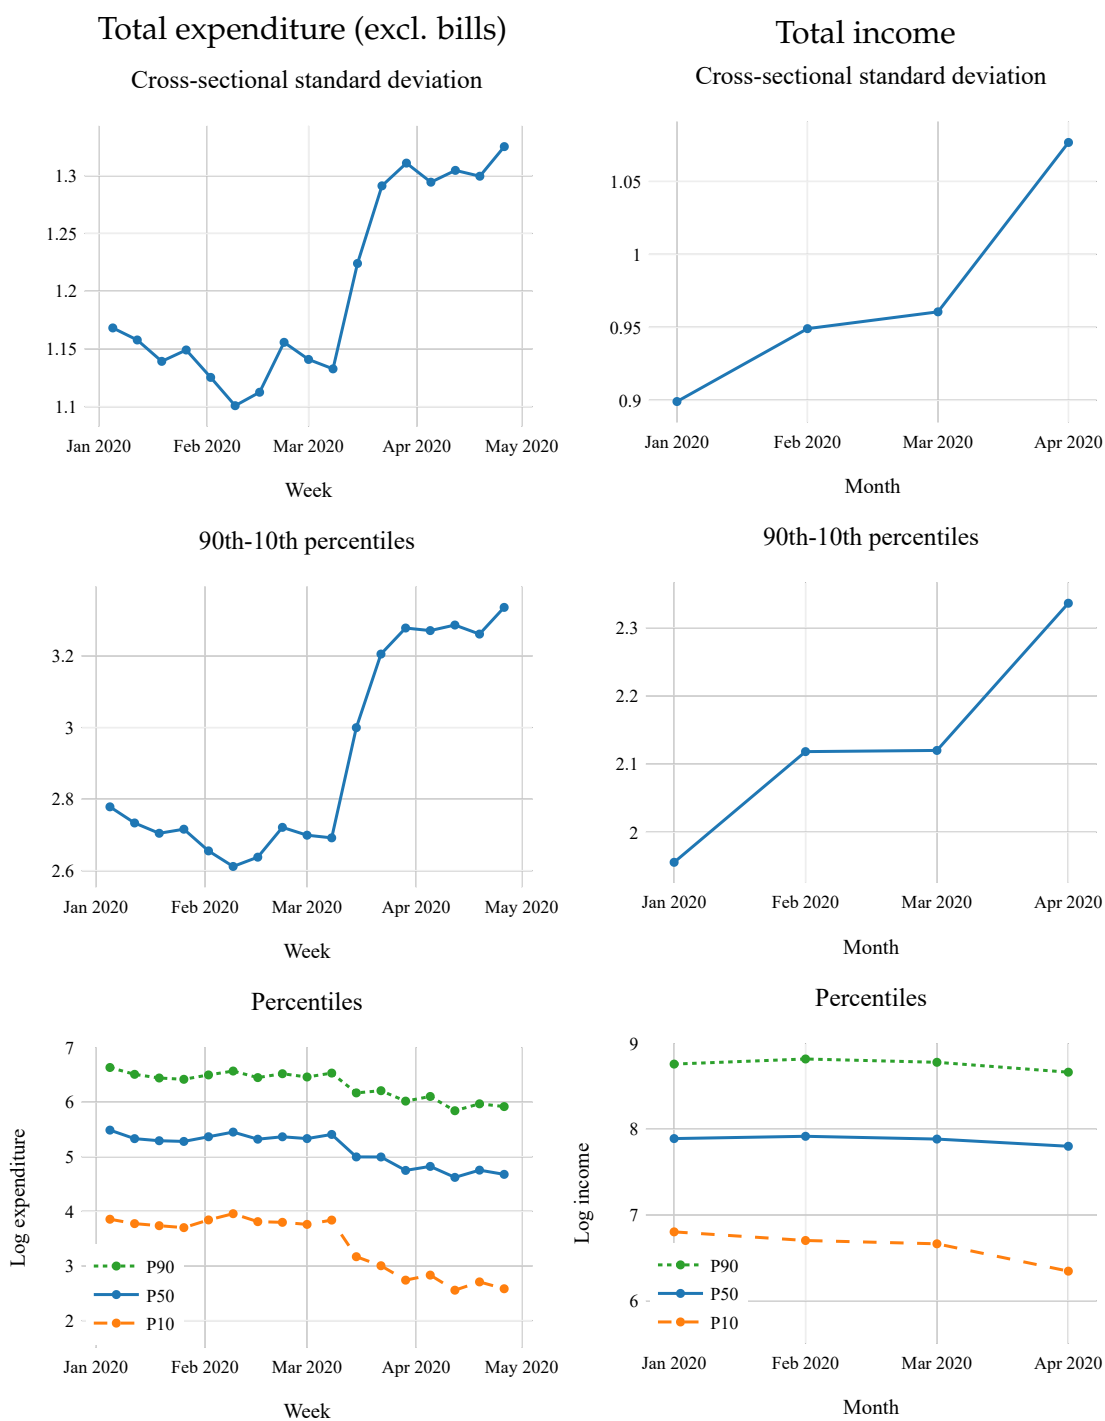 Total expenditure (excl. bills)
Cross-sectional standard deviation
1.3
1.25
1.2
1.15
1.1
Jan 2020 Feb 2020 Mar 2020 Apr 2020 May 2020
Week
Total income
Cross-sectional standard deviation
1.05
1
0.95
0.9
Jan 2020 Feb 2020 Mar 2020 Apr 2020
Month
90th-10th percentiles
3.2
3
2.8
2.6
Jan 2020 Feb 2020 Mar 2020 Apr 2020 May 2020
Week
90th-10th percentiles
2.3
2.2
2.1
2
Jan 2020 Feb 2020 Mar 2020 Apr 2020
Month
Percentiles
Log expenditure
7
6
5
4
3
2
P90
P50
P10
Jan 2020 Feb 2020 Mar 2020 Apr 2020 May 2020
Week
Percentiles
Log income
9
8
7
6
P90
P50
P10
Jan 2020 Feb 2020 Mar 2020 Apr 2020
Month